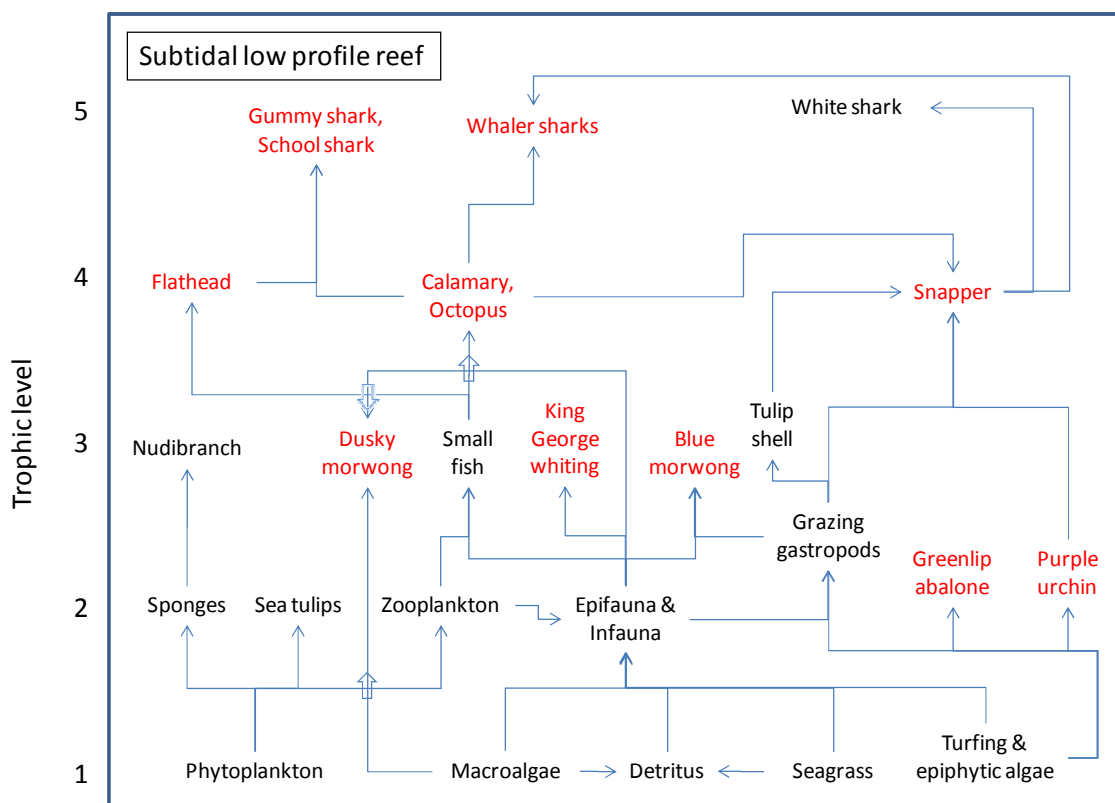 Subtidal low profile reef
5
Gummy shark,
School shark
Whaler sharks
White shark
4
Flathead
Calamary,
Octopus
Snapper
Trophic level
3
Nudibranch
Dusky
morwong
Small
fish
King
George
whiting
Blue
morwong
Tulip
shell
Grazing
gastropods
2
Sponges
Sea tulips
Zooplankton
Epifauna &
Infauna
Greenlip
abalone
Purple
urchin
1
Phytoplankton
Macroalgae
Detritus
Seagrass
Turfing &
epiphytic algae